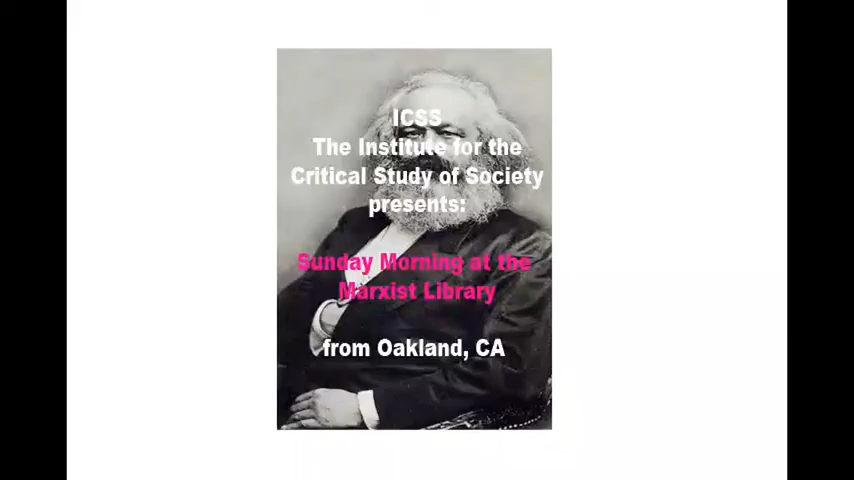 ICSS
The Institute for the
Critical Study of Society
presents:
Sunday Morning at the
Marxist Library
from Oakland, CA